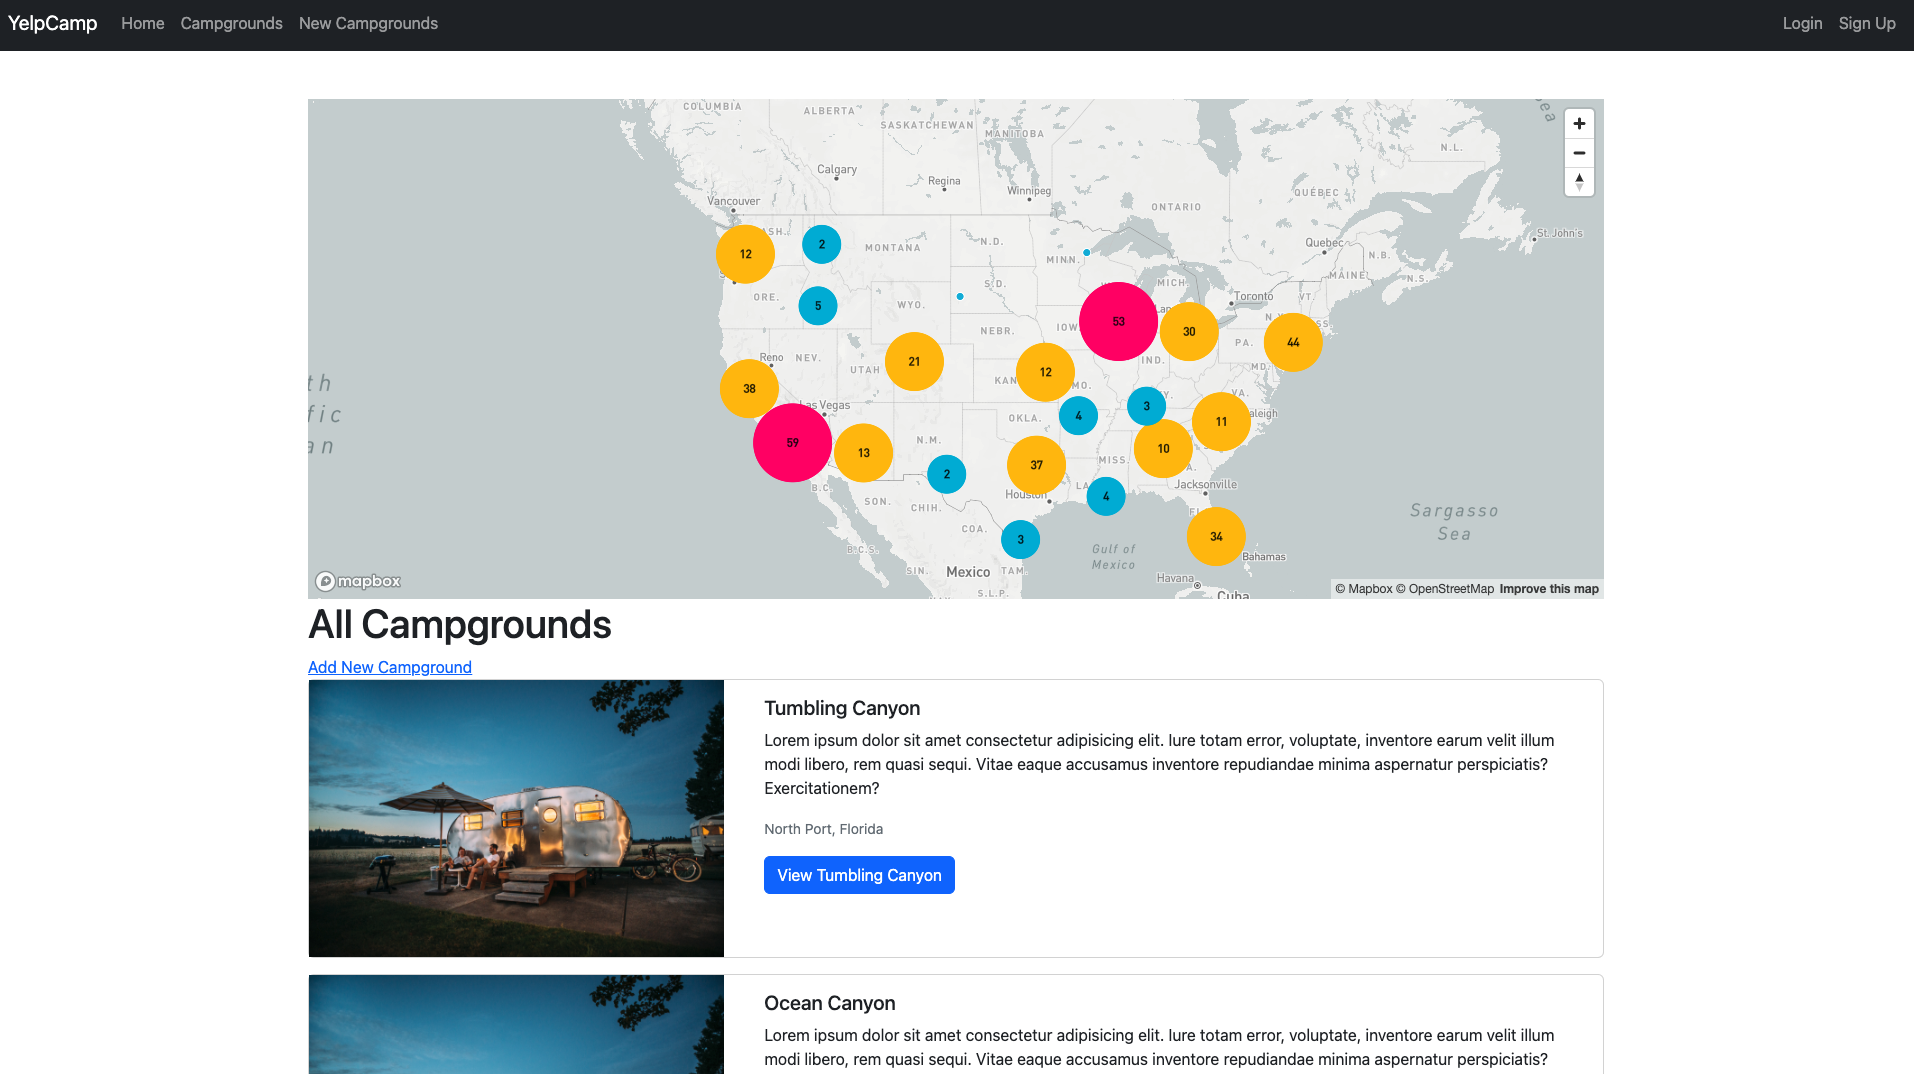 YelpCamp Home Campgrounds New Campgrounds Login Sign Up
COLUMBIA
ALBERTA
SASKATCHEWAN
MANITOBA
N.L.
Calgary
Regina
Winnipeg
QUÉBEC
Vancouver
ONTARIO
St. John's
Quebec
N.B.
MAINE
N.S.
12
2
MONTANA
N.D.
MINN.
S.D.
ORE.
5
WYO.
MICH.
Toronto
VT.
53
30
44
IOW
NEBR.
PA.
Reno
NEV.
UTAH
21
12
IND.
MD.
KAN
MO.
38
Las Vegas
OKLA.
4
3
VA.
11
aleigh
59
13
N.M.
2
37
MISS.
10
B.C.
SON.
CHIH.
Houston
LA
4
Jacksonville
COA.
3
FL
34
Sargasso
Sea
B.C.S.
Gulf of
Mexico
Bahamas
SIN.
Mexico
TAM.
Havana
S.L.P.
Cuba
th
fic
an
mapbox
© Mapbox © OpenStreetMap Improve this map
All Campgrounds
Add New Campground
Tumbling Canyon
Lorem ipsum dolor sit amet consectetur adipisicing elit. Iure totam error, voluptate, inventore earum velit illum
modi libero, rem quasi sequi. Vitae eaque accusamus inventore repudiandae minima aspernatur perspiciatis?
Exercitationem?
North Port, Florida
View Tumbling Canyon
Ocean Canyon
Lorem ipsum dolor sit amet consectetur adipisicing elit. Iure totam error, voluptate, inventore earum velit illum
modi libero, rem quasi sequi. Vitae eaque accusamus inventore repudiandae minima aspernatur perspiciatis?